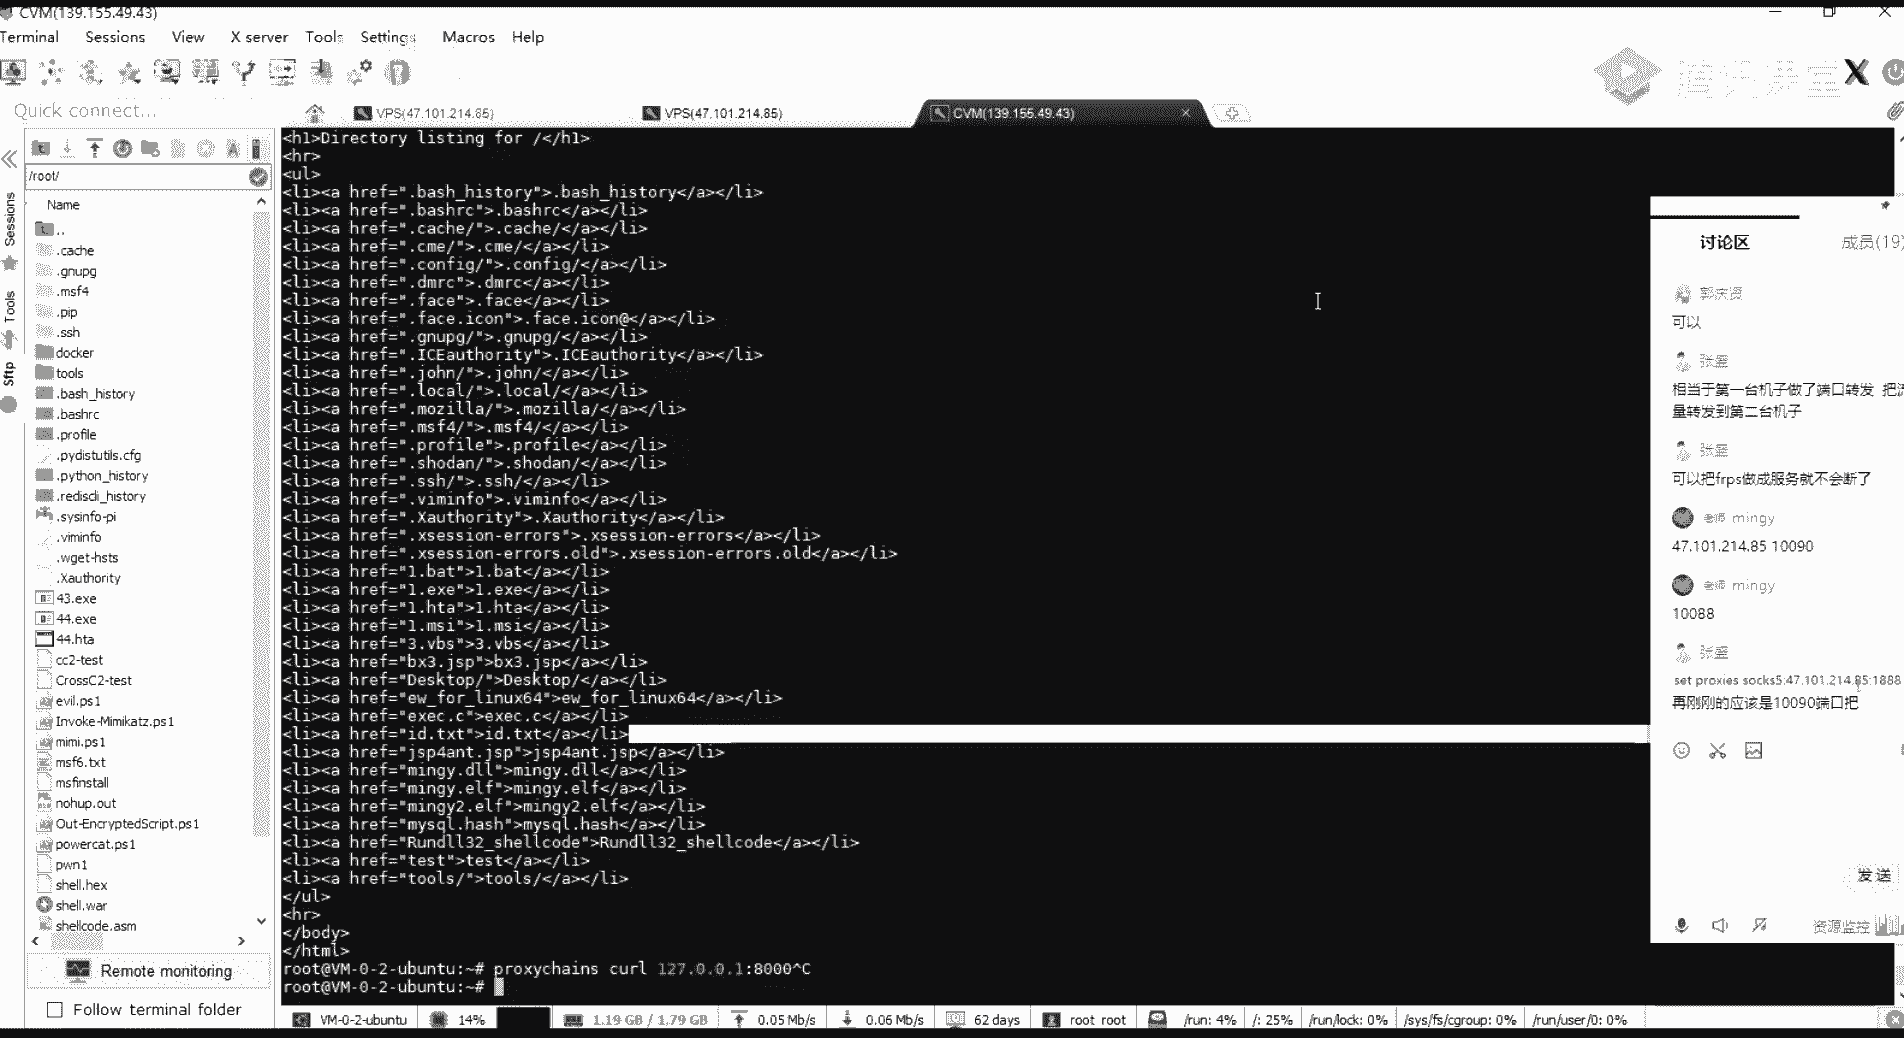 CVM(139.155.49.43)
Terminal Sessions View X server Tools Settings Macros Help
Quick connect...
VPS(47.101.214.85)
VPS(47.101.214.85)
CVM(139.155.49.43)
Sessions
Tools
Sftp
/root/
Name
..
.cache
.gnupg
.msf4
.pip
.ssh
docker
tools
.bash_history
.bashrc
.profile
.pydistutils.cfg
.python_history
.rediscli_history
.sysinfo-pi
.viminfo
.wget-hsts
.Xauthority
43.exe
44.exe
44.hta
cc2-test
CrossC2-test
evil.ps1
Invoke-Mimikatz.ps1
mimi.ps1
msf6.txt
msfinstall
nohup.out
Out-EncryptedScript.ps1
powercat.ps1
pwn1
shell.hex
shell.war
shellcode.asm
Remote monitoring
Follow terminal folder
<h1>Directory listing for /</h1>
<hr>
<ul>
<li><a href=".bash_history">.bash_history</a></li>
<li><a href=".bashrc">.bashrc</a></li>
<li><a href=".cache/">.cache/</a></li>
<li><a href=".cme/">.cme/</a></li>
<li><a href=".config/">.config/</a></li>
<li><a href=".dmrc">.dmrc</a></li>
<li><a href=".face">.face</a></li>
<li><a href=".face.icon">.face.icon@</a></li>
<li><a href=".gnupg/">.gnupg/</a></li>
<li><a href=".ICEauthority">.ICEauthority</a></li>
<li><a href=".john/">.john/</a></li>
<li><a href=".local/">.local/</a></li>
<li><a href=".mozilla/">.mozilla/</a></li>
<li><a href=".msf4/">.msf4/</a></li>
<li><a href=".profile">.profile</a></li>
<li><a href=".shodan/">.shodan/</a></li>
<li><a href=".ssh/">.ssh/</a></li>
<li><a href=".viminfo">.viminfo</a></li>
<li><a href=".Xauthority">.Xauthority</a></li>
<li><a href=".xsession-errors">.xsession-errors</a></li>
<li><a href=".xsession-errors.old">.xsession-errors.old</a></li>
<li><a href="1.bat">1.bat</a></li>
<li><a href="1.exe">1.exe</a></li>
<li><a href="1.hta">1.hta</a></li>
<li><a href="1.msi">1.msi</a></li>
<li><a href="3.vbs">3.vbs</a></li>
<li><a href="bx3.jsp">bx3.jsp</a></li>
<li><a href="Desktop/">Desktop/</a></li>
<li><a href="ew_for_linux64">ew_for_linux64</a></li>
<li><a href="exec.c">exec.c</a></li>
<li><a href="id.txt">id.txt</a></li>
<li><a href="jsp4ant.jsp">jsp4ant.jsp</a></li>
<li><a href="mingy.dll">mingy.dll</a></li>
<li><a href="mingy.elf">mingy.elf</a></li>
<li><a href="mingy2.elf">mingy2.elf</a></li>
<li><a href="mysql.hash">mysql.hash</a></li>
<li><a href="Rundll32_shellcode">Rundll32_shellcode</a></li>
<li><a href="test">test</a></li>
<li><a href="tools/">tools/</a></li>
</ul>
<hr>
</body>
</html>
root@VM-0-2-ubuntu:~# proxychains curl 127.0.0.1:8000^C
root@VM-0-2-ubuntu:~#
讨论区 成员(19
可以
张
相当于第一台机子做了端口转发 把流
量转发到第二台机子
张
可以把frps做成服务就不会断了
老师 mingy
47.101.214.85 10090
老师 mingy
10088
张
set proxies socks5:47.101.214.85:1888
再刚刚的应该是10090端口把
发送
资源监控
VM-0-2-ubuntu 14% 1.19 GB / 1.79 GB 0.05 Mb/s 0.06 Mb/s 62 days root root /run: 4% /: 25% /run/lock: 0% /sys/fs/cgroup: 0% /run/user/0: 0%